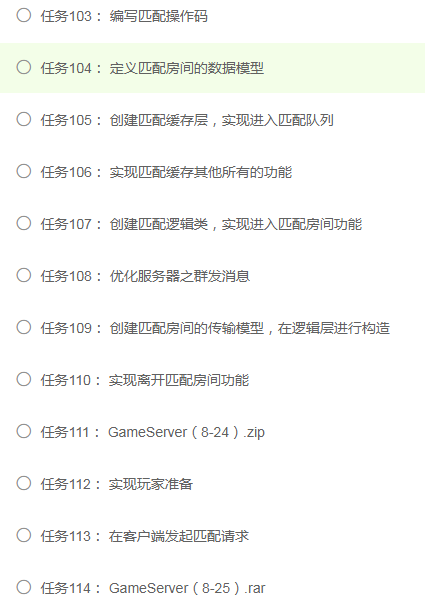 任务103： 编写匹配操作码
任务104： 定义匹配房间的数据模型
任务105： 创建匹配缓存层，实现进入匹配队列
任务106： 实现匹配缓存其他所有的功能
任务107： 创建匹配逻辑类，实现进入匹配房间功能
任务108： 优化服务器之群发消息
任务109： 创建匹配房间的传输模型，在逻辑层进行构造
任务110： 实现离开匹配房间功能
任务111： GameServer（8-24）.zip
任务112： 实现玩家准备
任务113： 在客户端发起匹配请求
任务114： GameServer（8-25）.rar